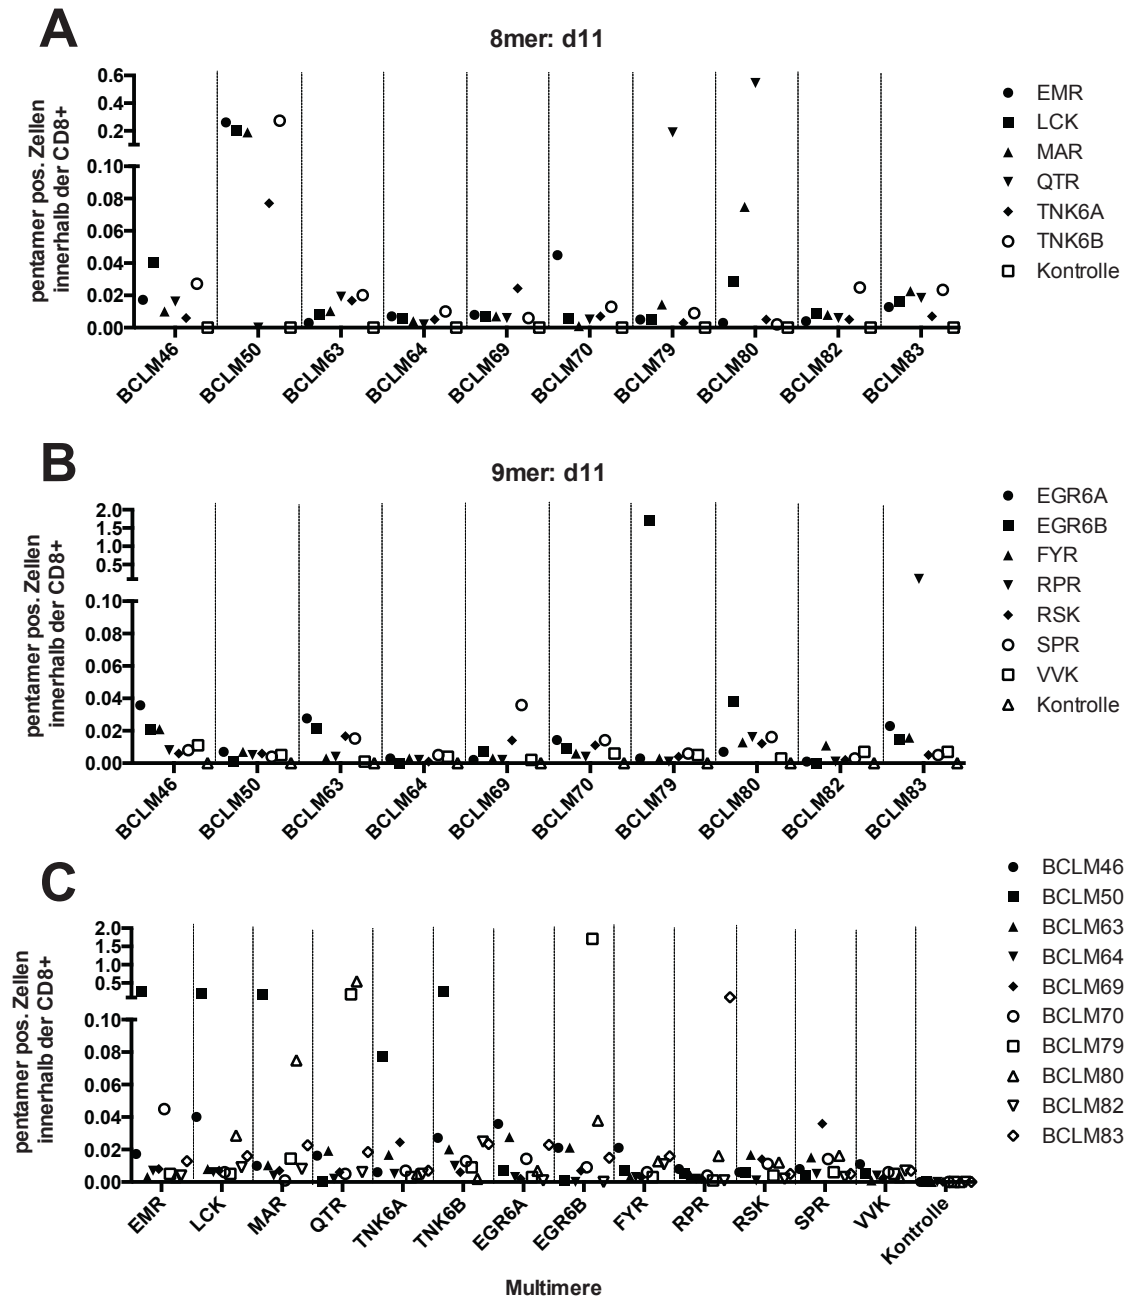 A
8mer: d11
pentamer pos. Zellen
innerhalb der CD8+
0.6
0.4
0.2
0.10
0.08
0.06
0.04
0.02
0.00
BCLM46
BCLM50
BCLM63
BCLM64
BCLM69
BCLM70
BCLM79
BCLM80
BCLM82
BCLM83
EMR
LCK
MAR
QTR
TNK6A
TNK6B
Kontrolle
B
9mer: d11
pentamer pos. Zellen
innerhalb der CD8+
2.0
1.5
1.0
0.5
0.10
0.08
0.06
0.04
0.02
0.00
BCLM46
BCLM50
BCLM63
BCLM64
BCLM69
BCLM70
BCLM79
BCLM80
BCLM82
BCLM83
EGR6A
EGR6B
FYR
RPR
RSK
SPR
VVK
Kontrolle
C
pentamer pos. Zellen
innerhalb der CD8+
2.0
1.5
1.0
0.5
0.10
0.08
0.06
0.04
0.02
0.00
EMR
LCK
MAR
QTR
TNK6A
TNK6B
EGR6A
EGR6B
FYR
RPR
RSK
SPR
VVK
Kontrolle
Multimere
BCLM46
BCLM50
BCLM63
BCLM64
BCLM69
BCLM70
BCLM79
BCLM80
BCLM82
BCLM83